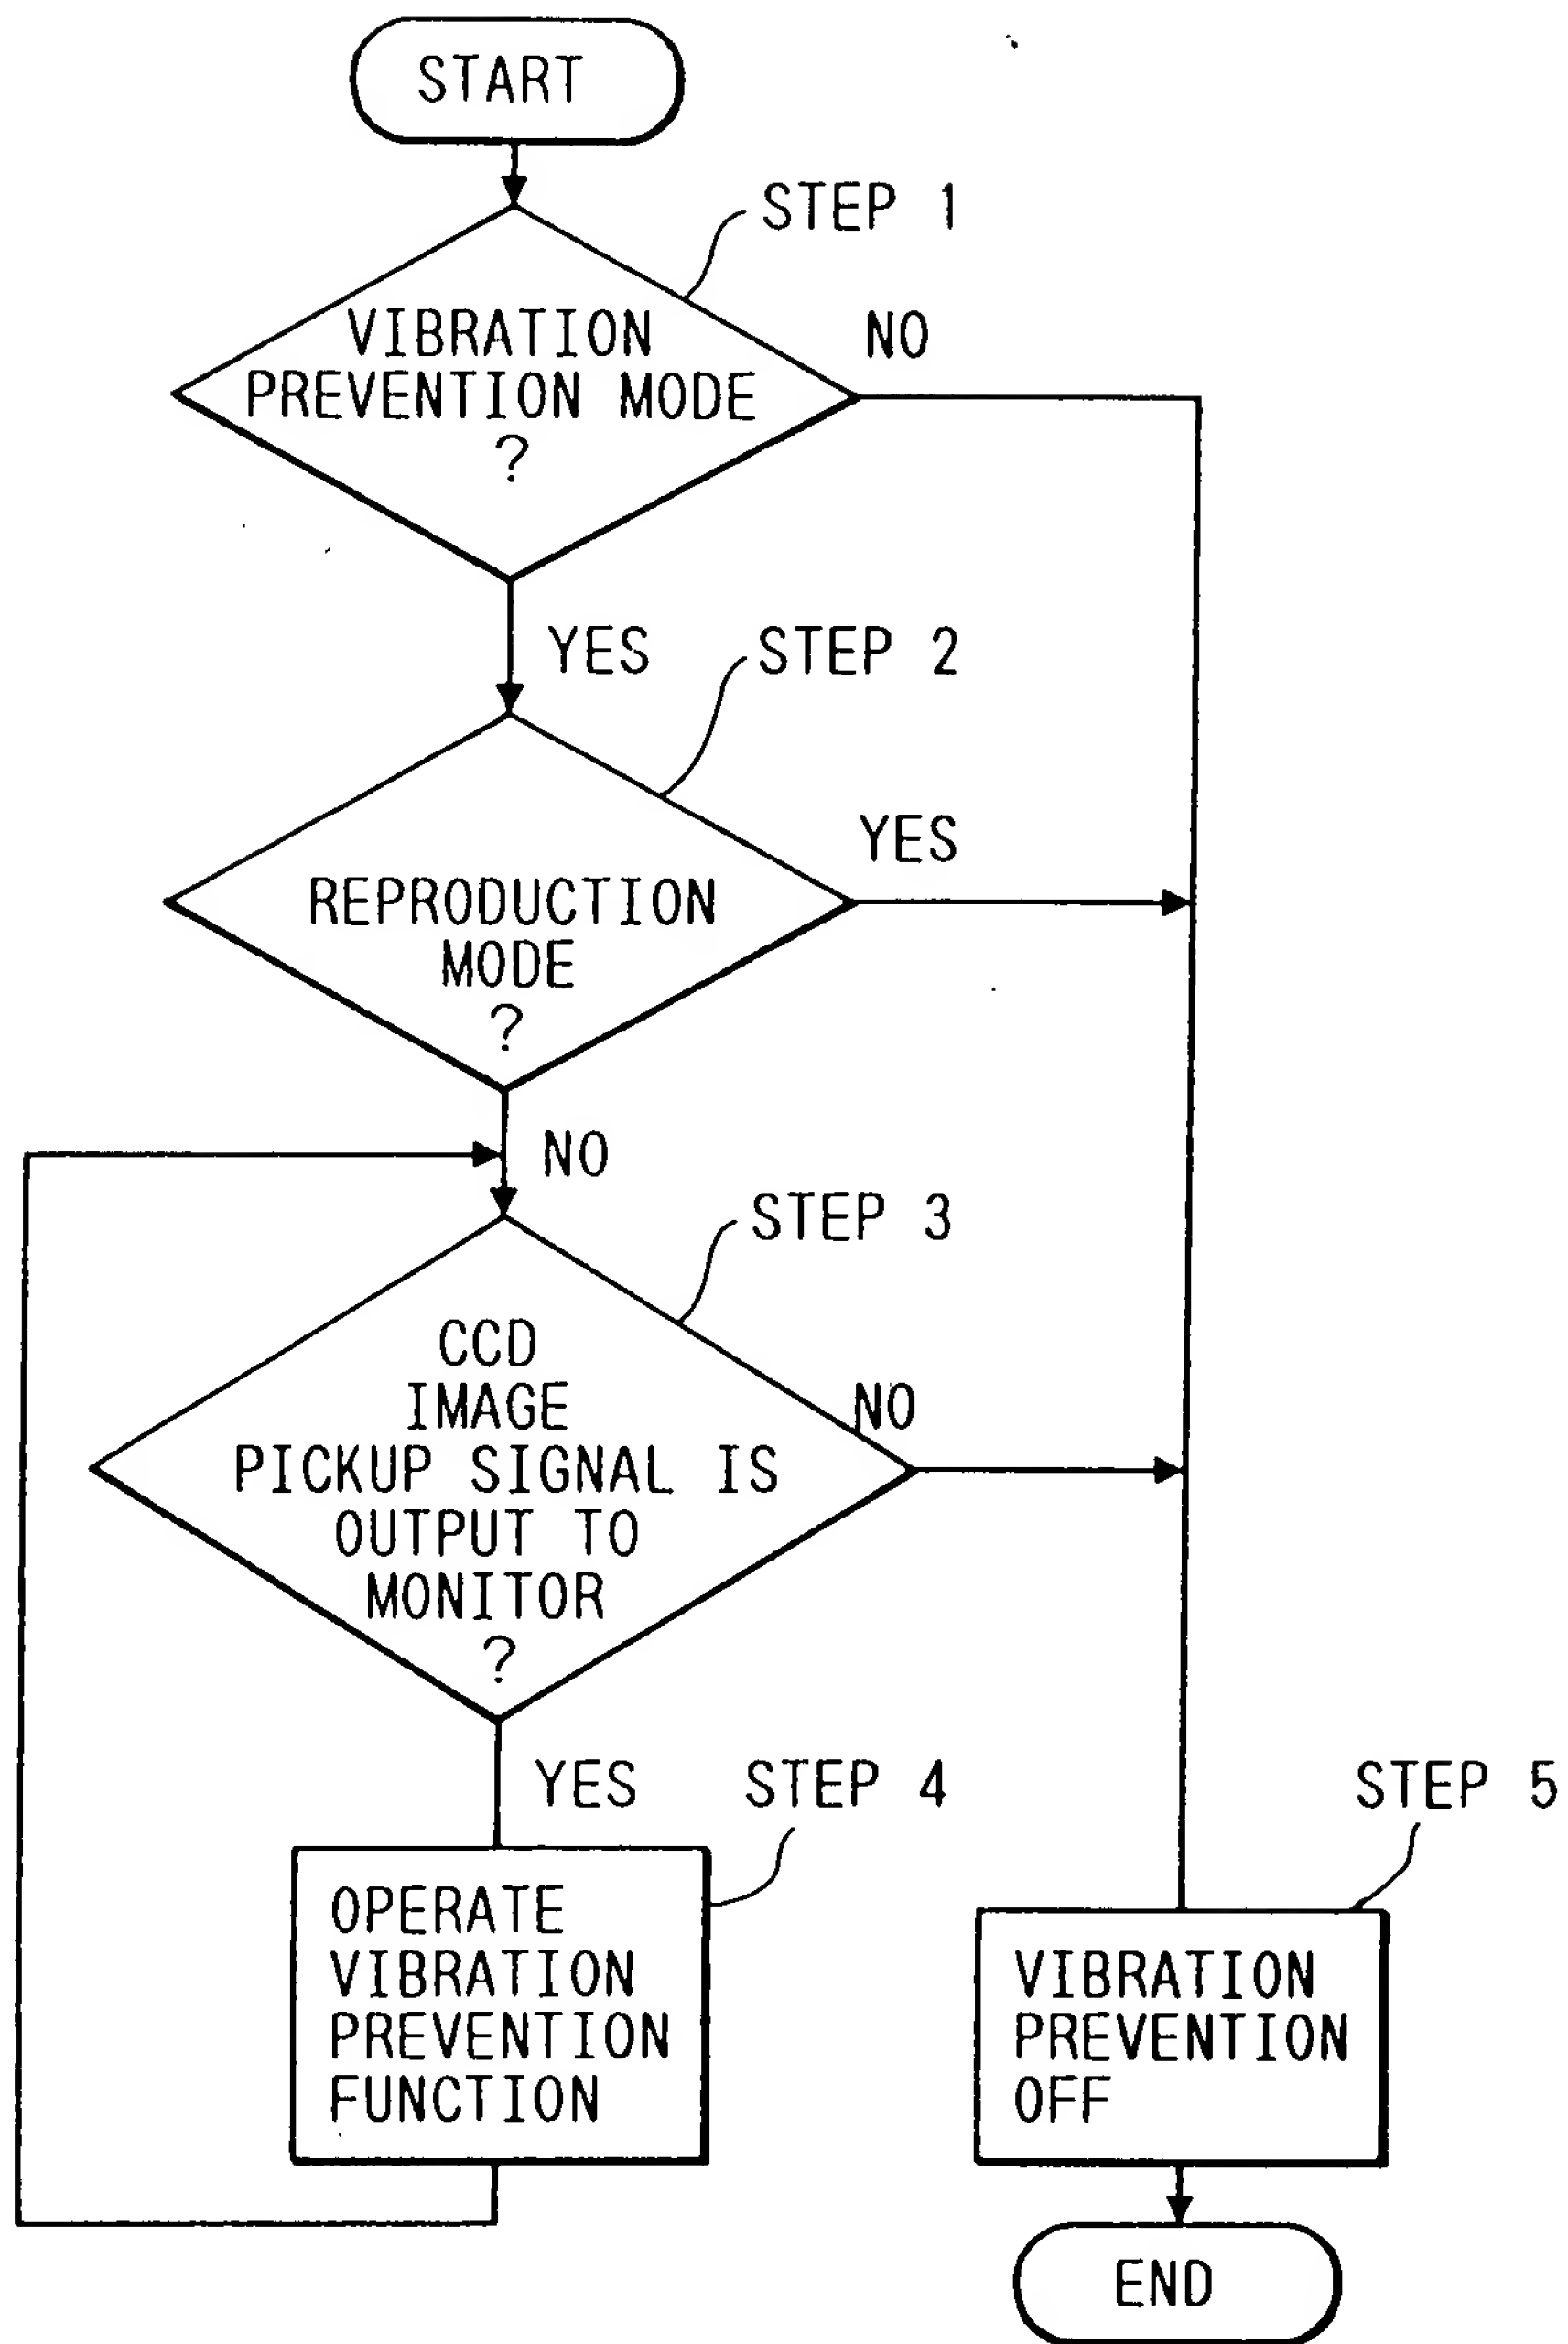 START
STEP 1
VIBRATION
PREVENTION MODE
?
NO
YES
STEP 2
REPRODUCTION
MODE
?
YES
NO
STEP 3
CCD
IMAGE
PICKUP SIGNAL IS
OUTPUT TO
MONITOR
?
NO
YES
STEP 4
OPERATE
VIBRATION
PREVENTION
FUNCTION
STEP 5
VIBRATION
PREVENTION
OFF
END